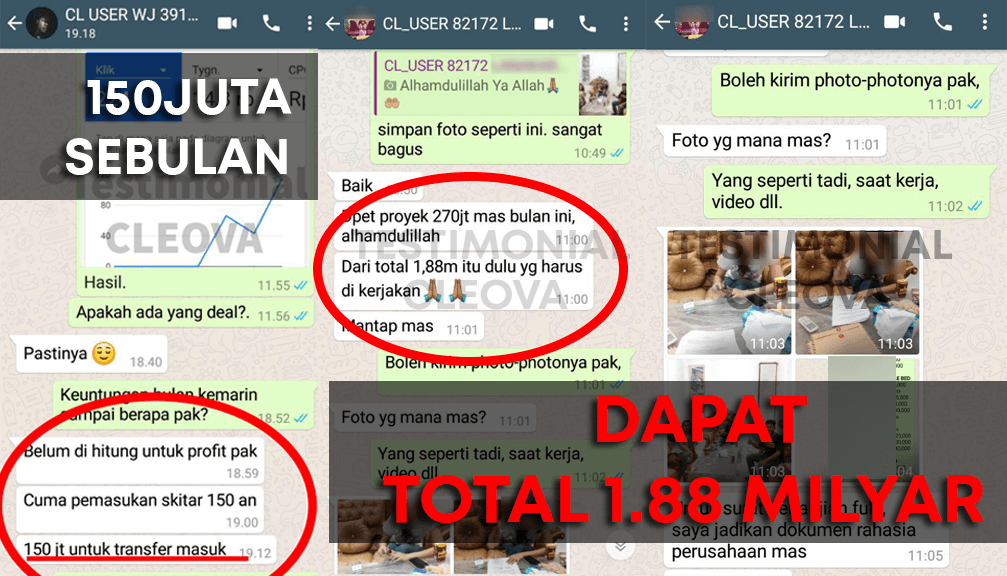 CL USER WJ 391...
19.18
Klik
Tygn.
150JUTA
SEBULAN
Testimonial
CLEOVA
80
40
0
Hasil.
11.55
Apakah ada yang deal?.
11.56
Pastinya
18.40
Keuntungan bulan kemarin
sampai berapa pak?
18.52
Belum di hitung untuk profit pak
18.59
Cuma pemasukan skitar 150 an
19.00
150 jt untuk transfer masuk
19.12
CL_USER 82172 L...
CL_USER 82172
Alhamdulillah Ya Allah
simpan foto seperti ini. sangat
bagus
10:49
Baik
Dpet proyek 270jt mas bulan ini,
alhamdulillah
11:00
TESTIMONIAL
CLEOVA
Dari total 1,88m itu dulu yg harus
di kerjakan
11:00
Mantap mas
11:01
Boleh kirim photo-photonya pak,
11:01
Foto yg mana mas?
11:01
Yang seperti tadi, saat kerja,
video dll.
11:02
CL_USER 82172 L...
Boleh kirim photo-photonya pak,
11:01
Foto yg mana mas?
11:01
Yang seperti tadi, saat kerja,
video dll.
11:02
TESTIMONIAL
CLEOVA
11:03
11:03
11:03
DAPAT
TOTAL 1.88 MILYAR
saya jadikan dokumen rahasia
perusahaan mas
11:05